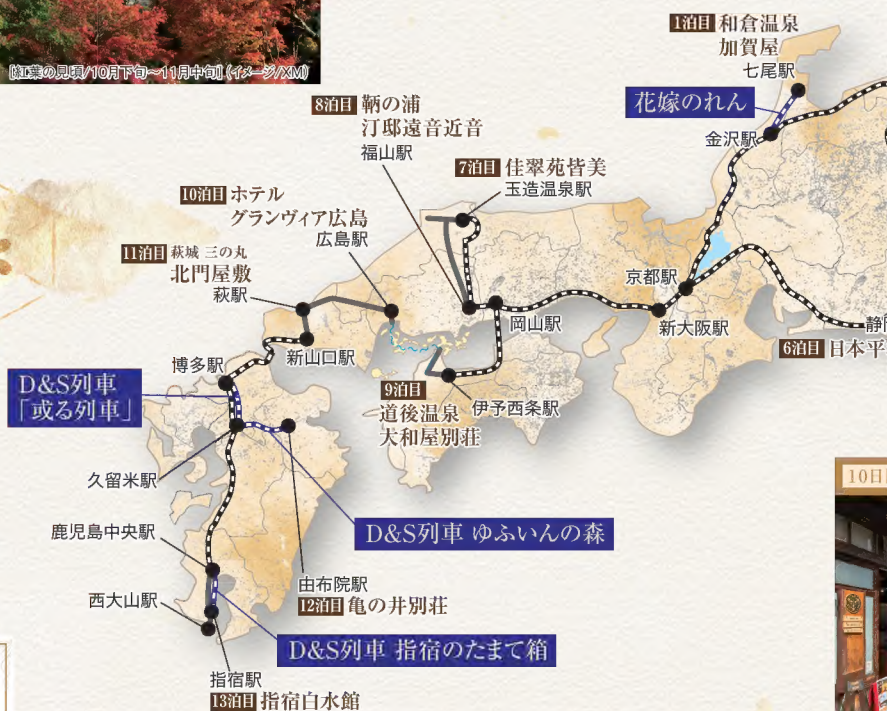 [紅葉の見頃/10月下旬～11月中旬](イメージ/XM)
1泊目 和倉温泉
加賀屋
七尾駅
花嫁のれん
金沢駅
8泊目 鞆の浦
汀邸遠音近音
福山駅
7泊目 佳翠苑皆美
玉造温泉駅
10泊目 ホテル
グランヴィア広島
広島駅
11泊目 萩城 三の丸
北門屋敷
萩駅
京都駅
新大阪駅
岡山駅
静岡
6泊目 日本平
新山口駅
博多駅
D&S列車
「或る列車」
9泊目
道後温泉
大和屋別荘
伊予西条駅
久留米駅
10日
D&S列車 ゆふいんの森
鹿児島中央駅
由布院駅
12泊目 亀の井別荘
西大山駅
D&S列車 指宿のたまて箱
指宿駅
13泊目 指宿白水館